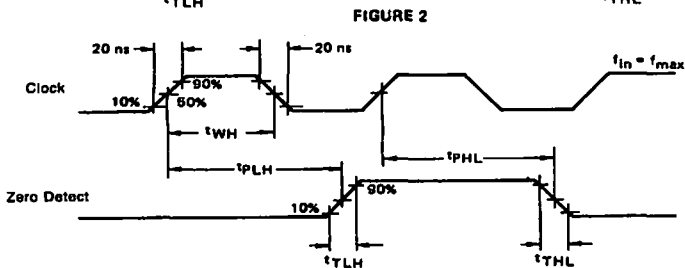 tTLH
tTHL
FIGURE 2
20 ns
20 ns
Clock
10%
50%
90%
fin = fmax
tWH
tPLH
tPHL
Zero Detect
10%
90%
tTLH
tTHL